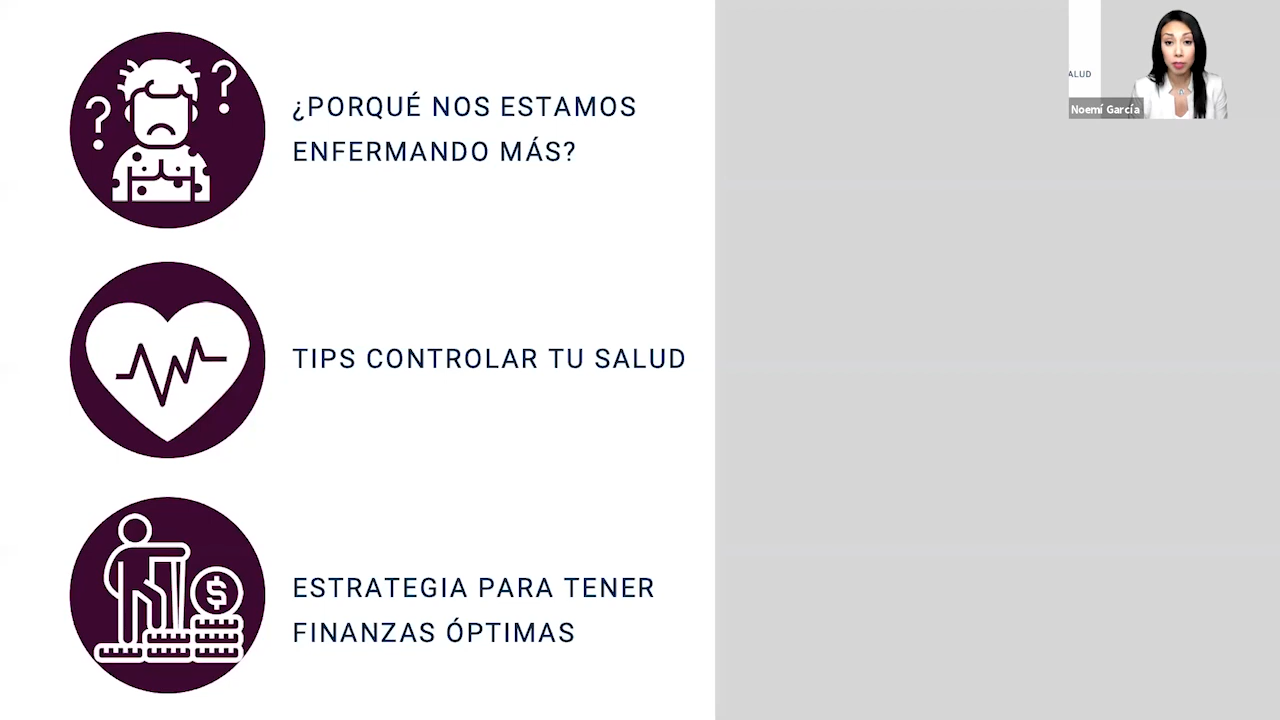 ¿PORQUÉ NOS ESTAMOS
ENFERMANDO MÁS?
TIPS CONTROLAR TU SALUD
ESTRATEGIA PARA TENER
FINANZAS ÓPTIMAS
ALUD
Noemí García